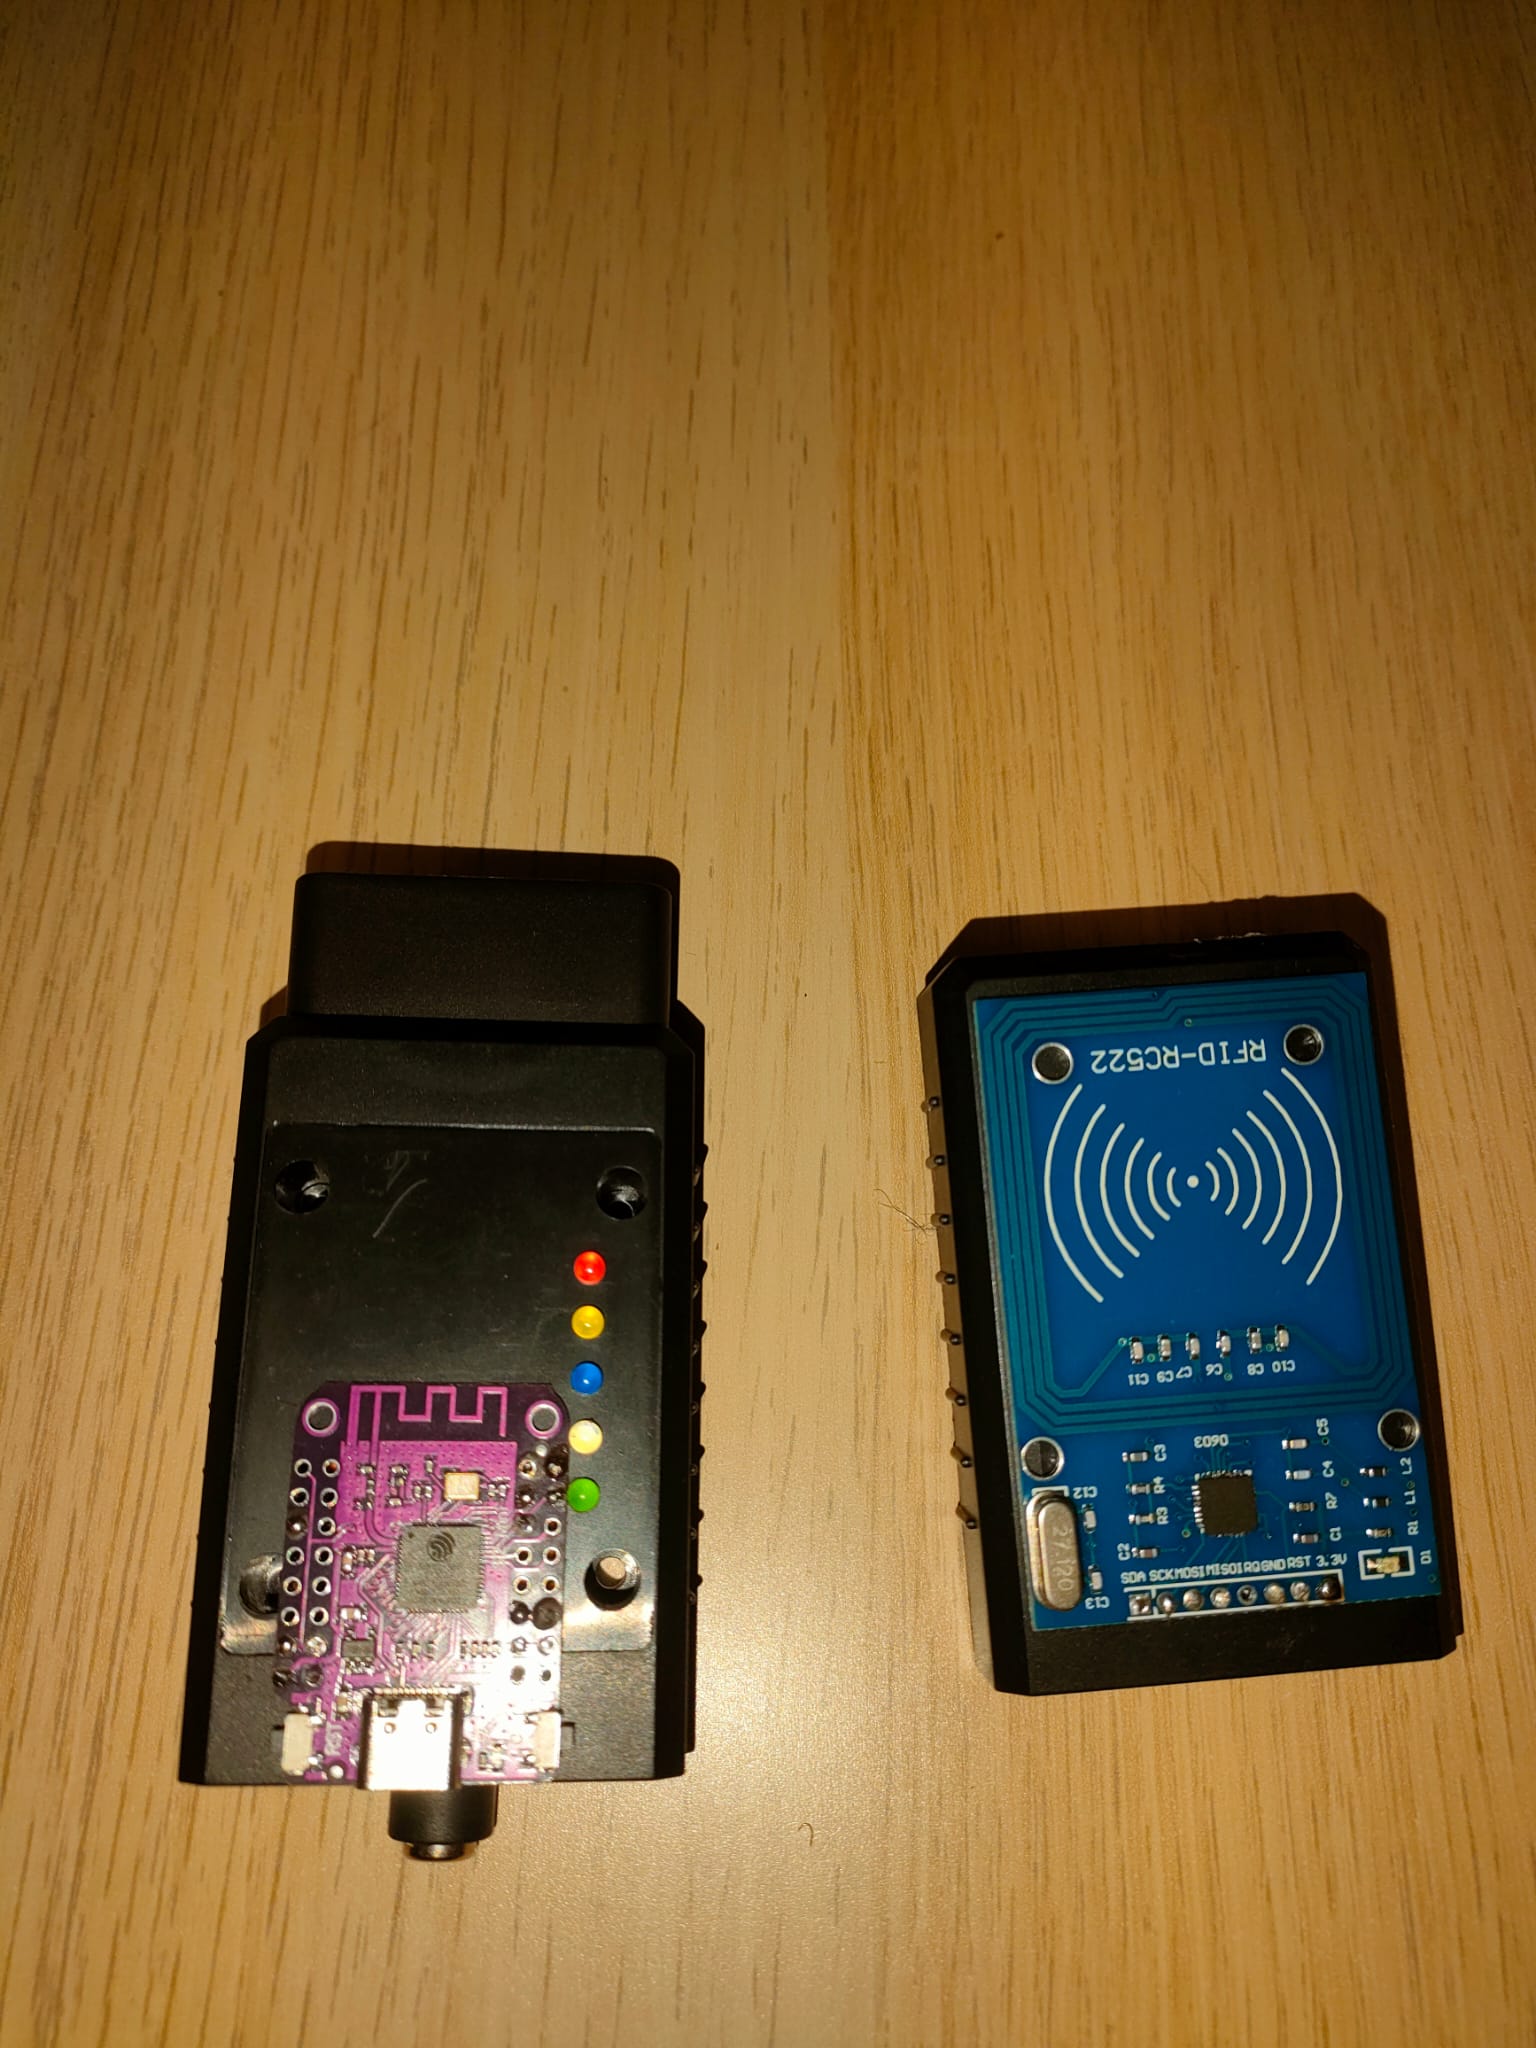 RFID-RC522
C11 C9 C7 C6 C8 C10
0603
C3
C5
R4
C4
L2
R3
R7
L1
C12
C2
C1
R1
27.120
C13
D1
SDA SCK MOSI MISO IRQ GND RST 3.3V
RST